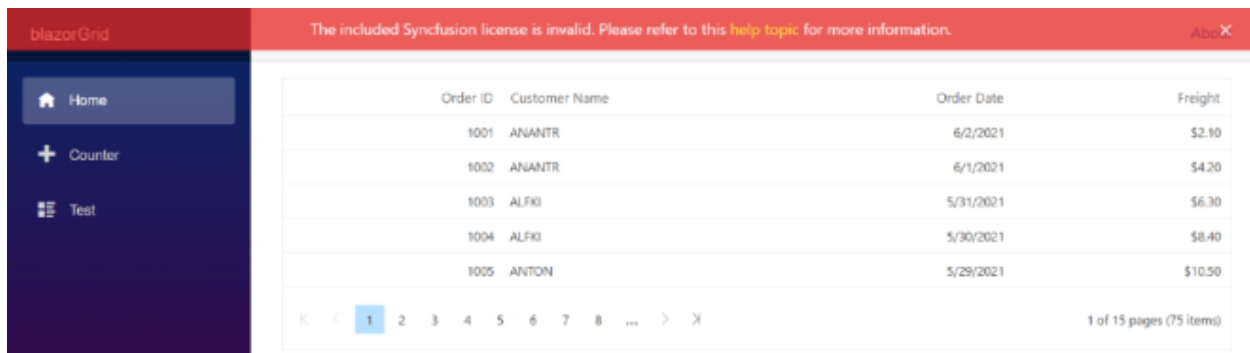 blazorGrid
The included Syncfusion license is invalid. Please refer to this help topic for more information.
About
Home
Counter
Test
Order ID Customer Name Order Date Freight
1001 ANANTR 6/2/2021 $2.10
1002 ANANTR 6/1/2021 $4.20
1003 ALFKI 5/31/2021 $6.30
1004 ALFKI 5/30/2021 $8.40
1005 ANTON 5/29/2021 $10.50
1 2 3 4 5 6 7 8 ... 1 of 15 pages (75 items)